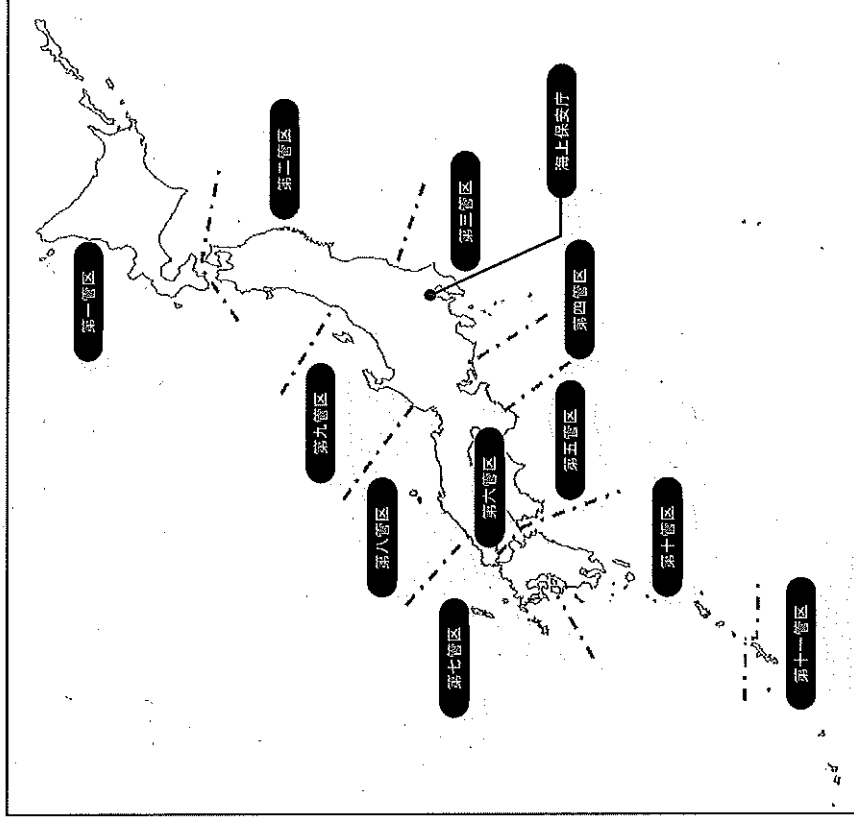 第一管区
第二管区
第三管区
海上保安庁
第四管区
第九管区
第五管区
第六管区
第八管区
第十管区
第七管区
第十一管区